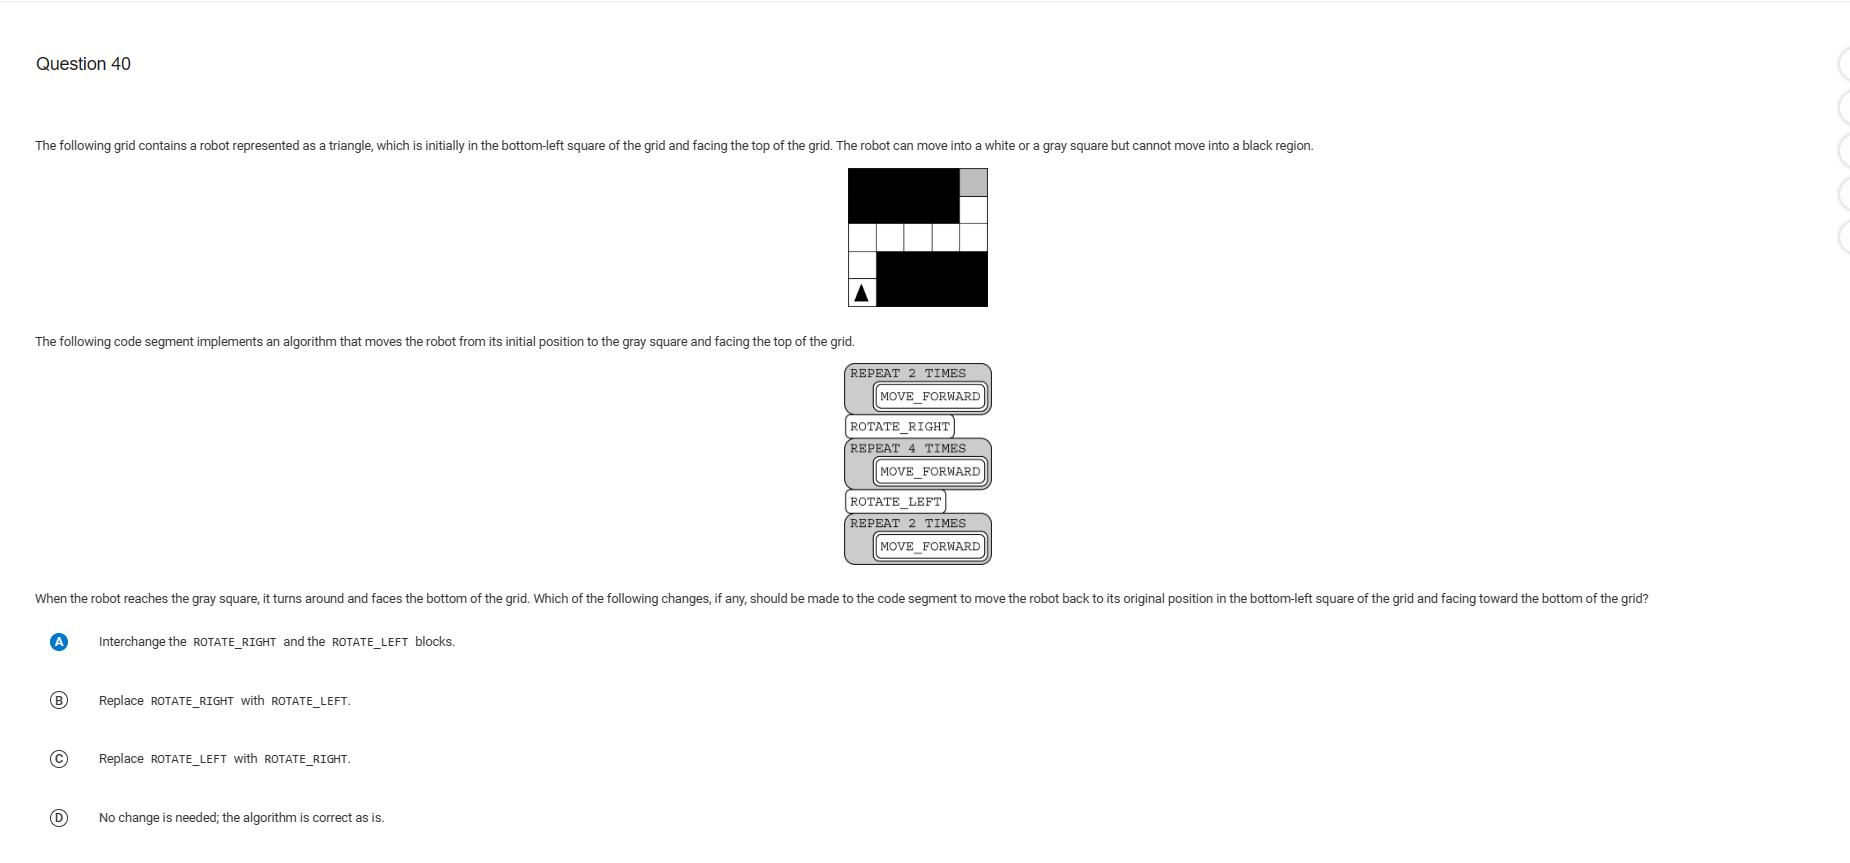 Question 40
The following grid contains a robot represented as a triangle, which is initially in the bottom-left square of the grid and facing the top of the grid. The robot can move into a white or a gray square but cannot move into a black region.
The following code segment implements an algorithm that moves the robot from its initial position to the gray square and facing the top of the grid.
REPEAT 2 TIMES
MOVE_FORWARD
ROTATE_RIGHT
REPEAT 4 TIMES
MOVE_FORWARD
ROTATE_LEFT
REPEAT 2 TIMES
MOVE_FORWARD
When the robot reaches the gray square, it turns around and faces the bottom of the grid. Which of the following changes, if any, should be made to the code segment to move the robot back to its original position in the bottom-left square of the grid and facing toward the bottom of the grid?
A Interchange the ROTATE_RIGHT and the ROTATE_LEFT blocks.
B Replace ROTATE_RIGHT with ROTATE_LEFT.
C Replace ROTATE_LEFT with ROTATE_RIGHT.
D No change is needed; the algorithm is correct as is.